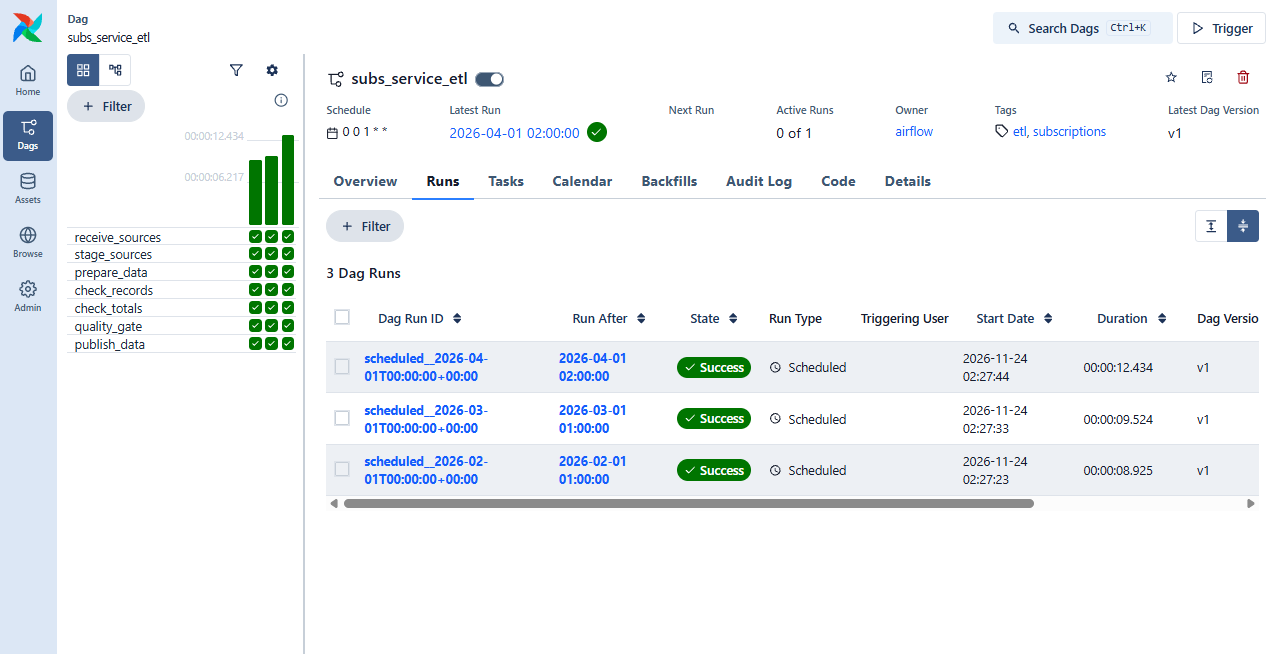 Dag
subs_service_etl
Search Dags Ctrl+K
Trigger
Home
Dags
Assets
Browse
Admin
Filter
00:00:12.434
00:00:06.217
receive_sources
stage_sources
prepare_data
check_records
check_totals
quality_gate
publish_data
subs_service_etl
Schedule Latest Run Next Run Active Runs Owner Tags Latest Dag Version
0 0 1 * * 2026-04-01 02:00:00 0 of 1 airflow etl, subscriptions v1
Overview Runs Tasks Calendar Backfills Audit Log Code Details
Filter
3 Dag Runs
Dag Run ID Run After State Run Type Triggering User Start Date Duration Dag Versio
scheduled__2026-04-01T00:00:00+00:00 2026-04-01 02:00:00 Success Scheduled 2026-11-24 02:27:44 00:00:12.434 v1
scheduled__2026-03-01T00:00:00+00:00 2026-03-01 01:00:00 Success Scheduled 2026-11-24 02:27:33 00:00:09.524 v1
scheduled__2026-02-01T00:00:00+00:00 2026-02-01 01:00:00 Success Scheduled 2026-11-24 02:27:23 00:00:08.925 v1